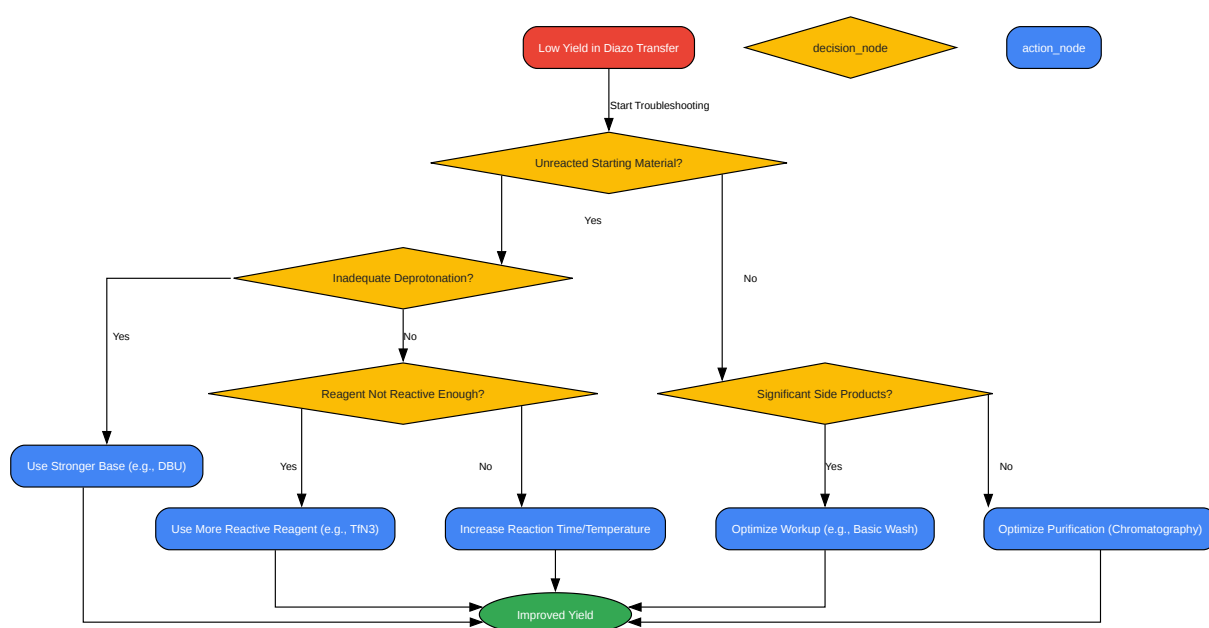 Low Yield in Diazo Transfer
decision_node
action_node
Start Troubleshooting
Unreacted Starting Material?
Yes
Inadequate Deprotonation?
No
Yes
No
Reagent Not Reactive Enough?
Significant Side Products?
Use Stronger Base (e.g., DBU)
Yes
No
Yes
No
Use More Reactive Reagent (e.g., TfN3)
Increase Reaction Time/Temperature
Optimize Workup (e.g., Basic Wash)
Optimize Purification (Chromatography)
Improved Yield